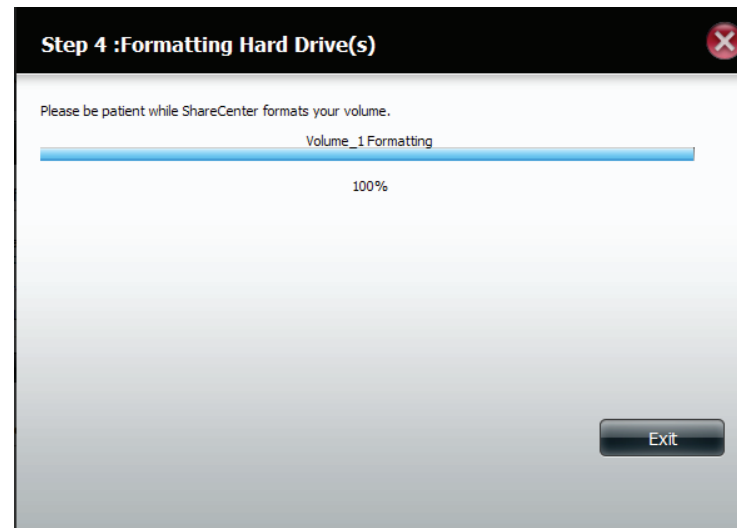 Step 4 :Formatting Hard Drive(s)
Please be patient while ShareCenter formats your volume.
Volume_1 Formatting
100%
Exit